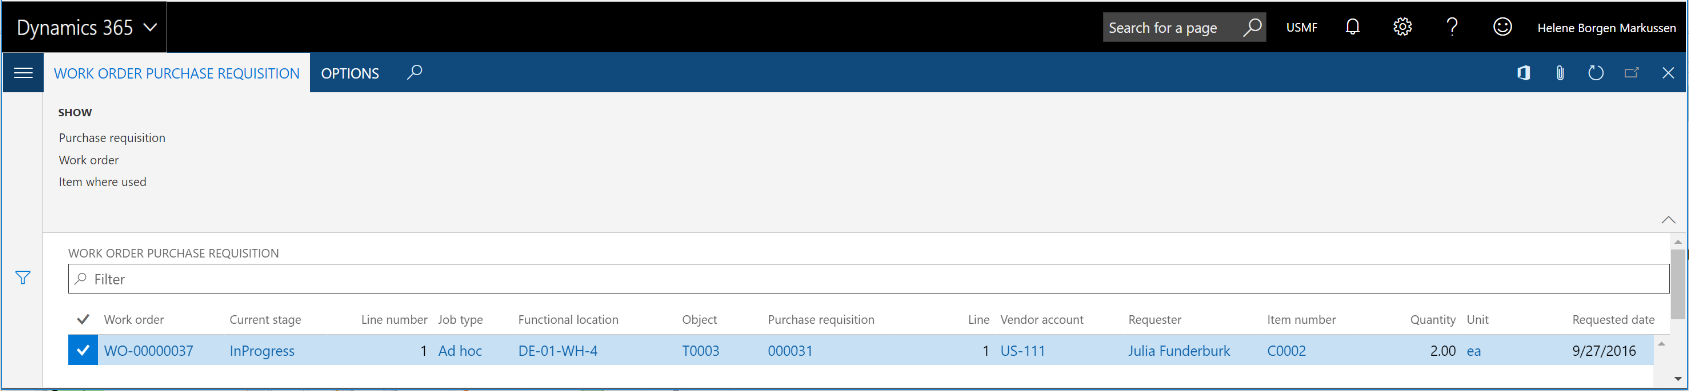 Dynamics 365 Search for a page USMF Helene Borgen Markussen
WORK ORDER PURCHASE REQUISITION OPTIONS
SHOW
Purchase requisition
Work order
Item where used
WORK ORDER PURCHASE REQUISITION
Filter
Work order Current stage Line number Job type Functional location Object Purchase requisition Line Vendor account Requester Item number Quantity Unit Requested date
WO-00000037 InProgress 1 Ad hoc DE-01-WH-4 T0003 000031 1 US-111 Julia Funderburk C0002 2.00 ea 9/27/2016